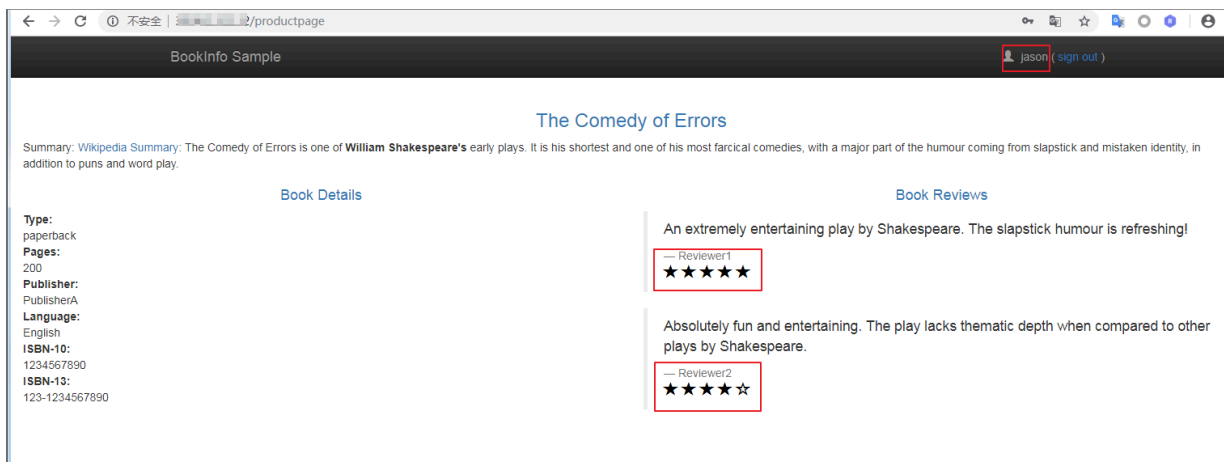 不安全
2/productpage
BookInfo Sample
jason ( sign out )
The Comedy of Errors
Summary: Wikipedia Summary: The Comedy of Errors is one of William Shakespeare's early plays. It is his shortest and one of his most farcical comedies, with a major part of the humour coming from slapstick and mistaken identity, in
addition to puns and word play.
Book Details
Type:
paperback
Pages:
200
Publisher:
PublisherA
Language:
English
ISBN-10:
1234567890
ISBN-13:
123-1234567890
Book Reviews
An extremely entertaining play by Shakespeare. The slapstick humour is refreshing!
— Reviewer1
★★★★★
Absolutely fun and entertaining. The play lacks thematic depth when compared to other
plays by Shakespeare.
— Reviewer2
★★★★☆